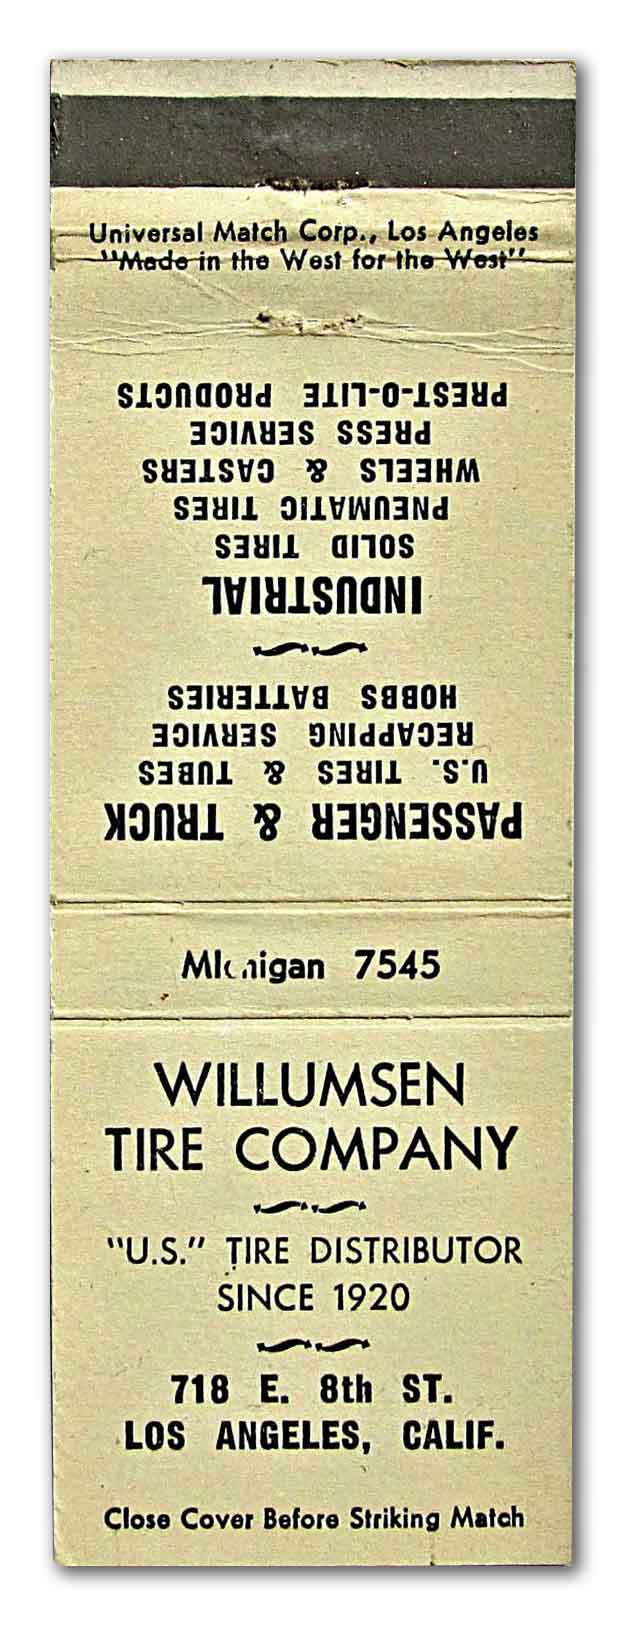 Universal Match Corp., Los Angeles
"Made in the West for the West"
PASSENGER & TRUCK
U.S. TIRES & TUBES
RECAPPING SERVICE
HOBBS BATTERIES
INDUSTRIAL
SOLID TIRES
PNEUMATIC TIRES
WHEELS & CASTERS
PRESS SERVICE
PREST-O-LITE PRODUCTS
MIchigan 7545
WILLUMSEN
TIRE COMPANY
"U.S." TIRE DISTRIBUTOR
SINCE 1920
718 E. 8th ST.
LOS ANGELES, CALIF.
Close Cover Before Striking Match